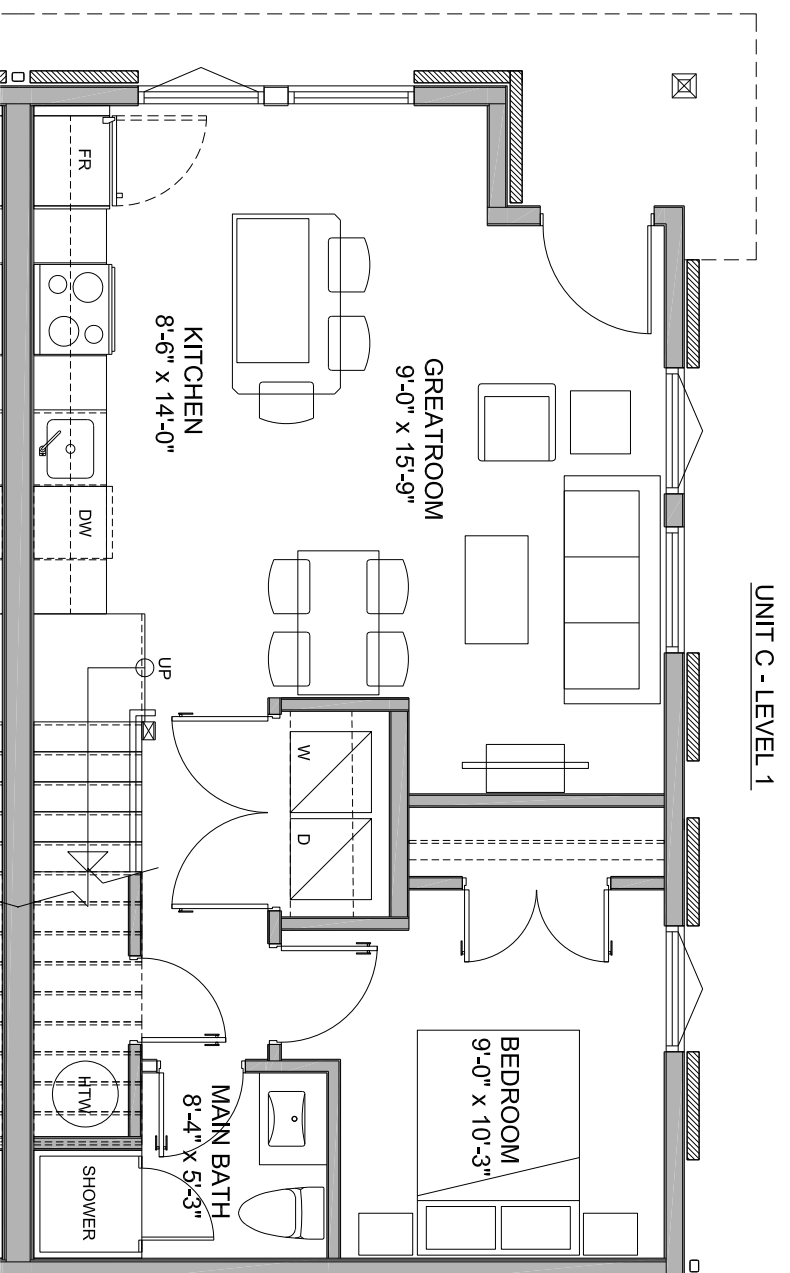 UNIT C - LEVEL 1
GREATROOM
9'-0" x 15'-9"
KITCHEN
8'-6" x 14'-0"
FR
DW
UP
W
D
BEDROOM
9'-0" x 10'-3"
MAIN BATH
8'-4" x 5'-3"
HTW
SHOWER